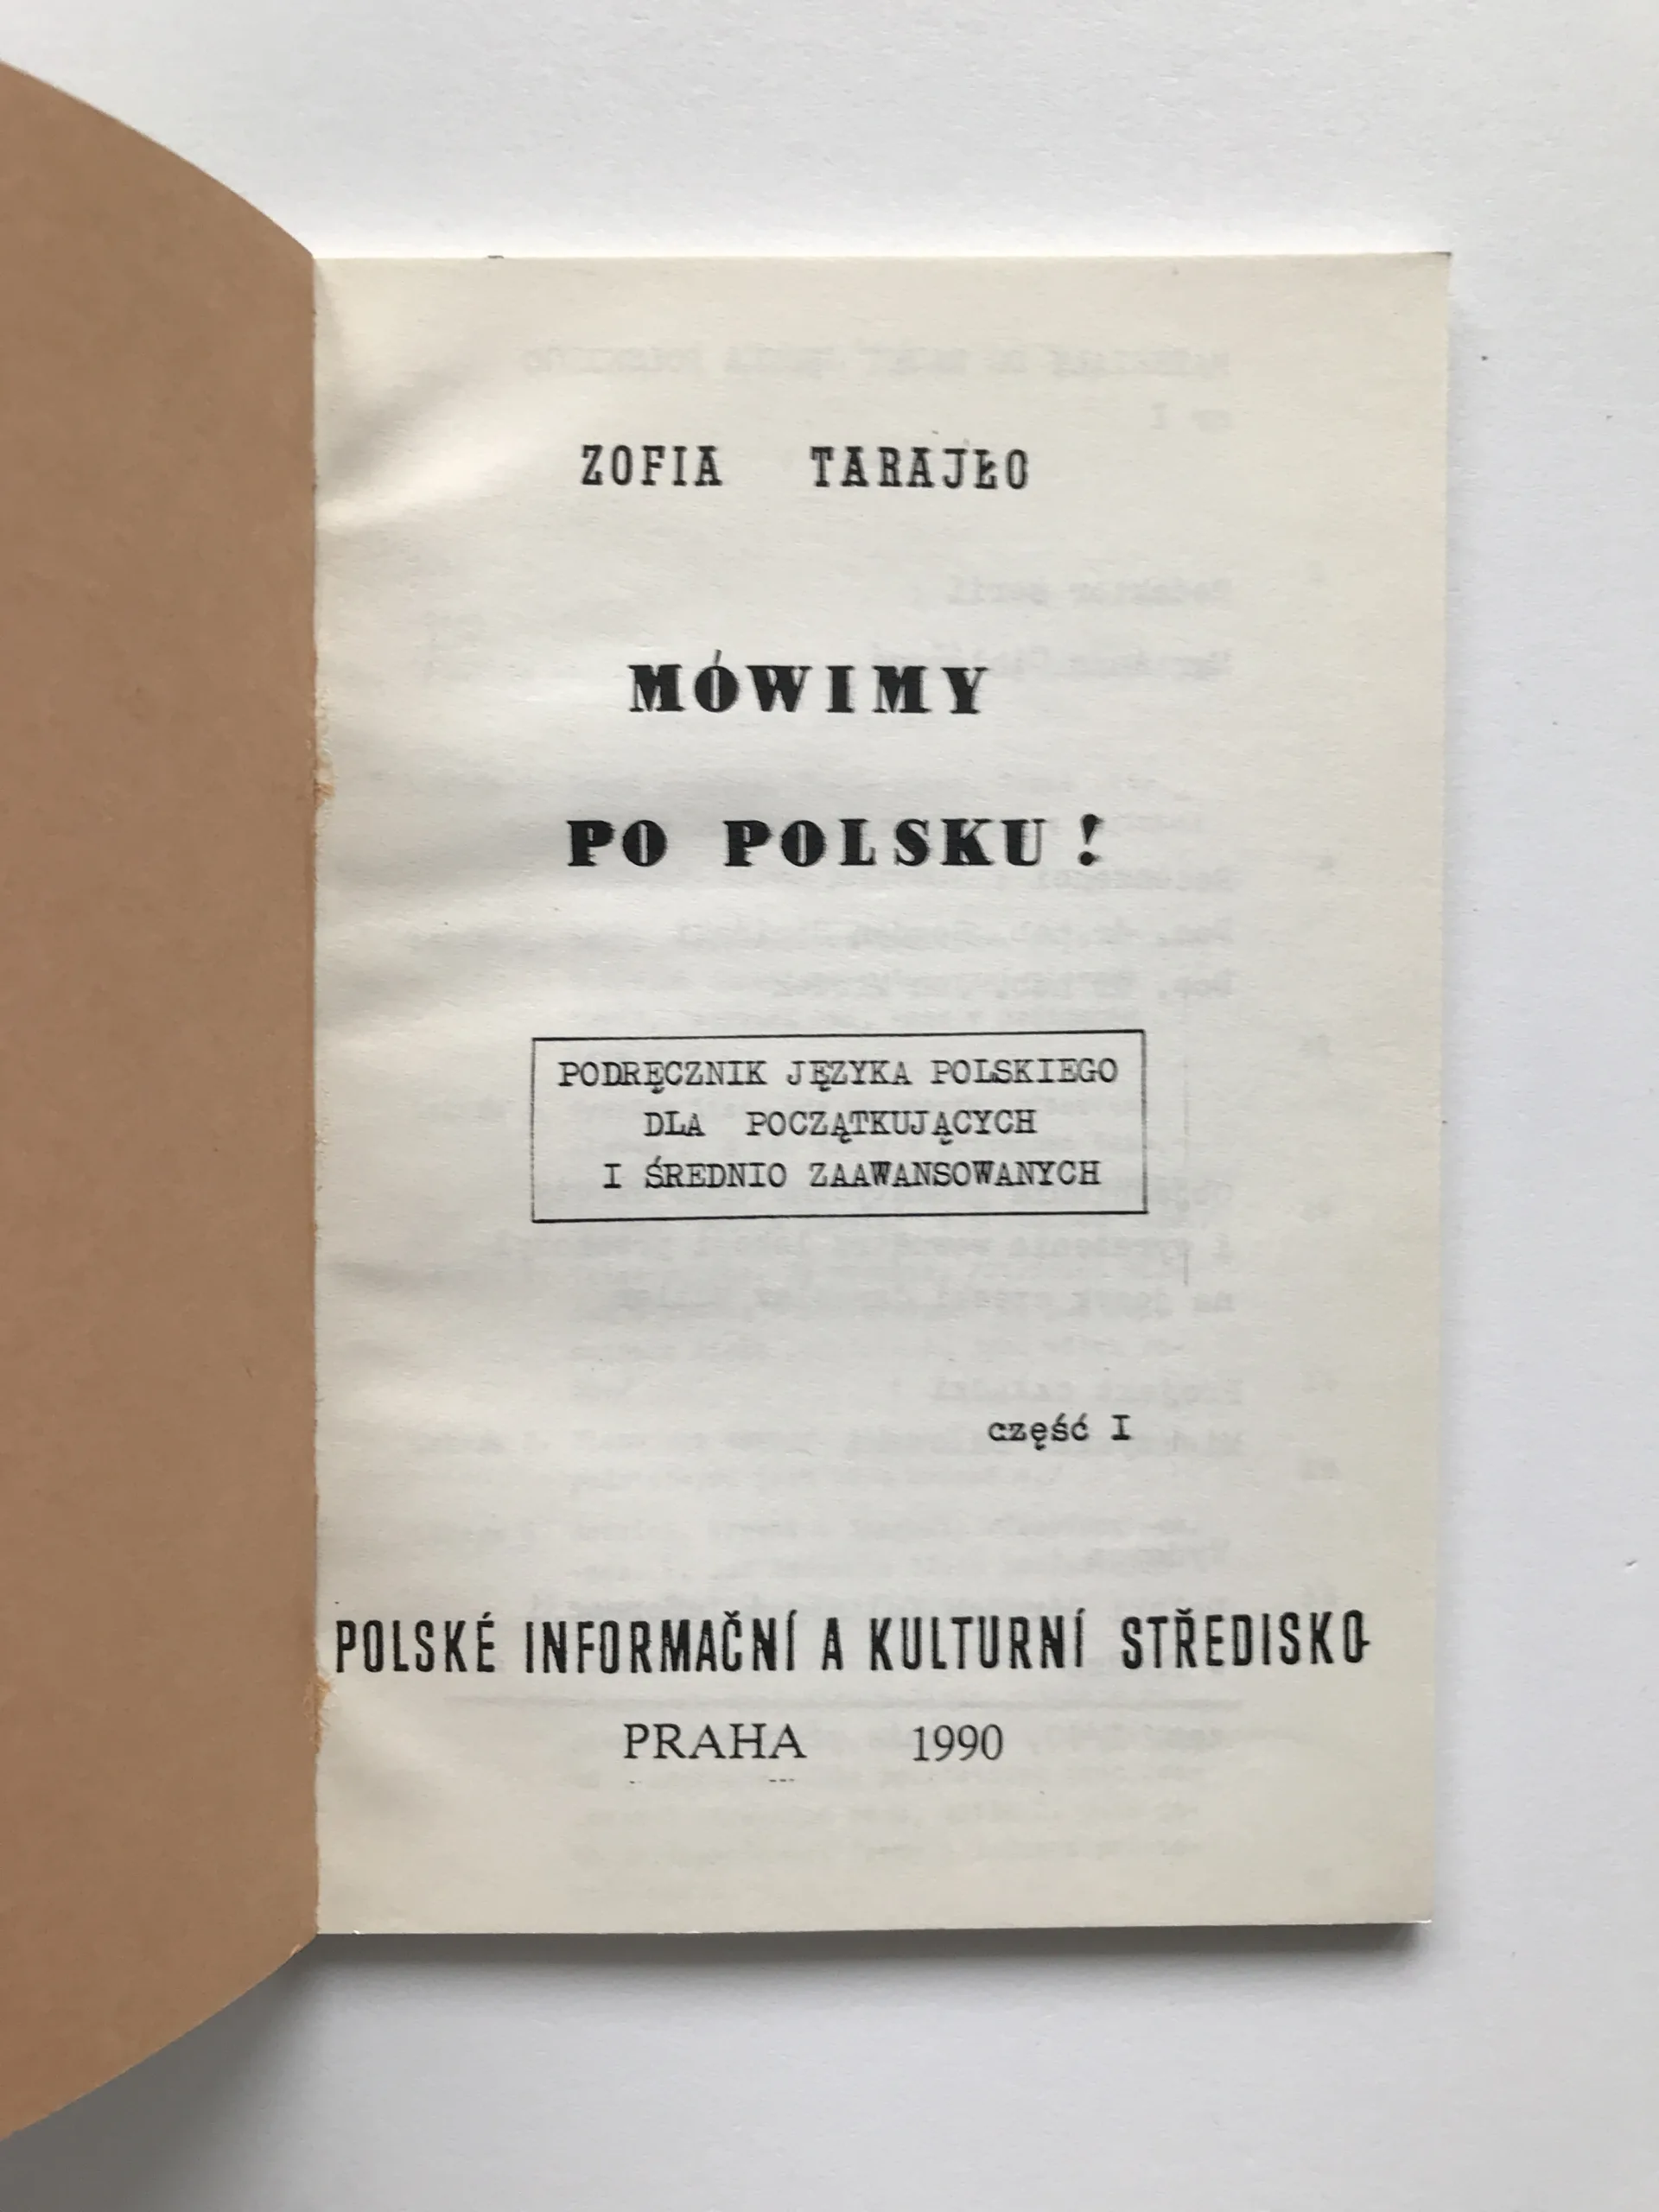 ZOFIA TARAJŁO
MÓWIMY
PO POLSKU!
PODRĘCZNIK JĘZYKA POLSKIEGO
DLA POCZĄTKUJĄCYCH
I ŚREDNIO ZAAWANSOWANYCH
część I
POLSKÉ INFORMAČNÍ A KULTURNÍ STŘEDISKO
PRAHA 1990